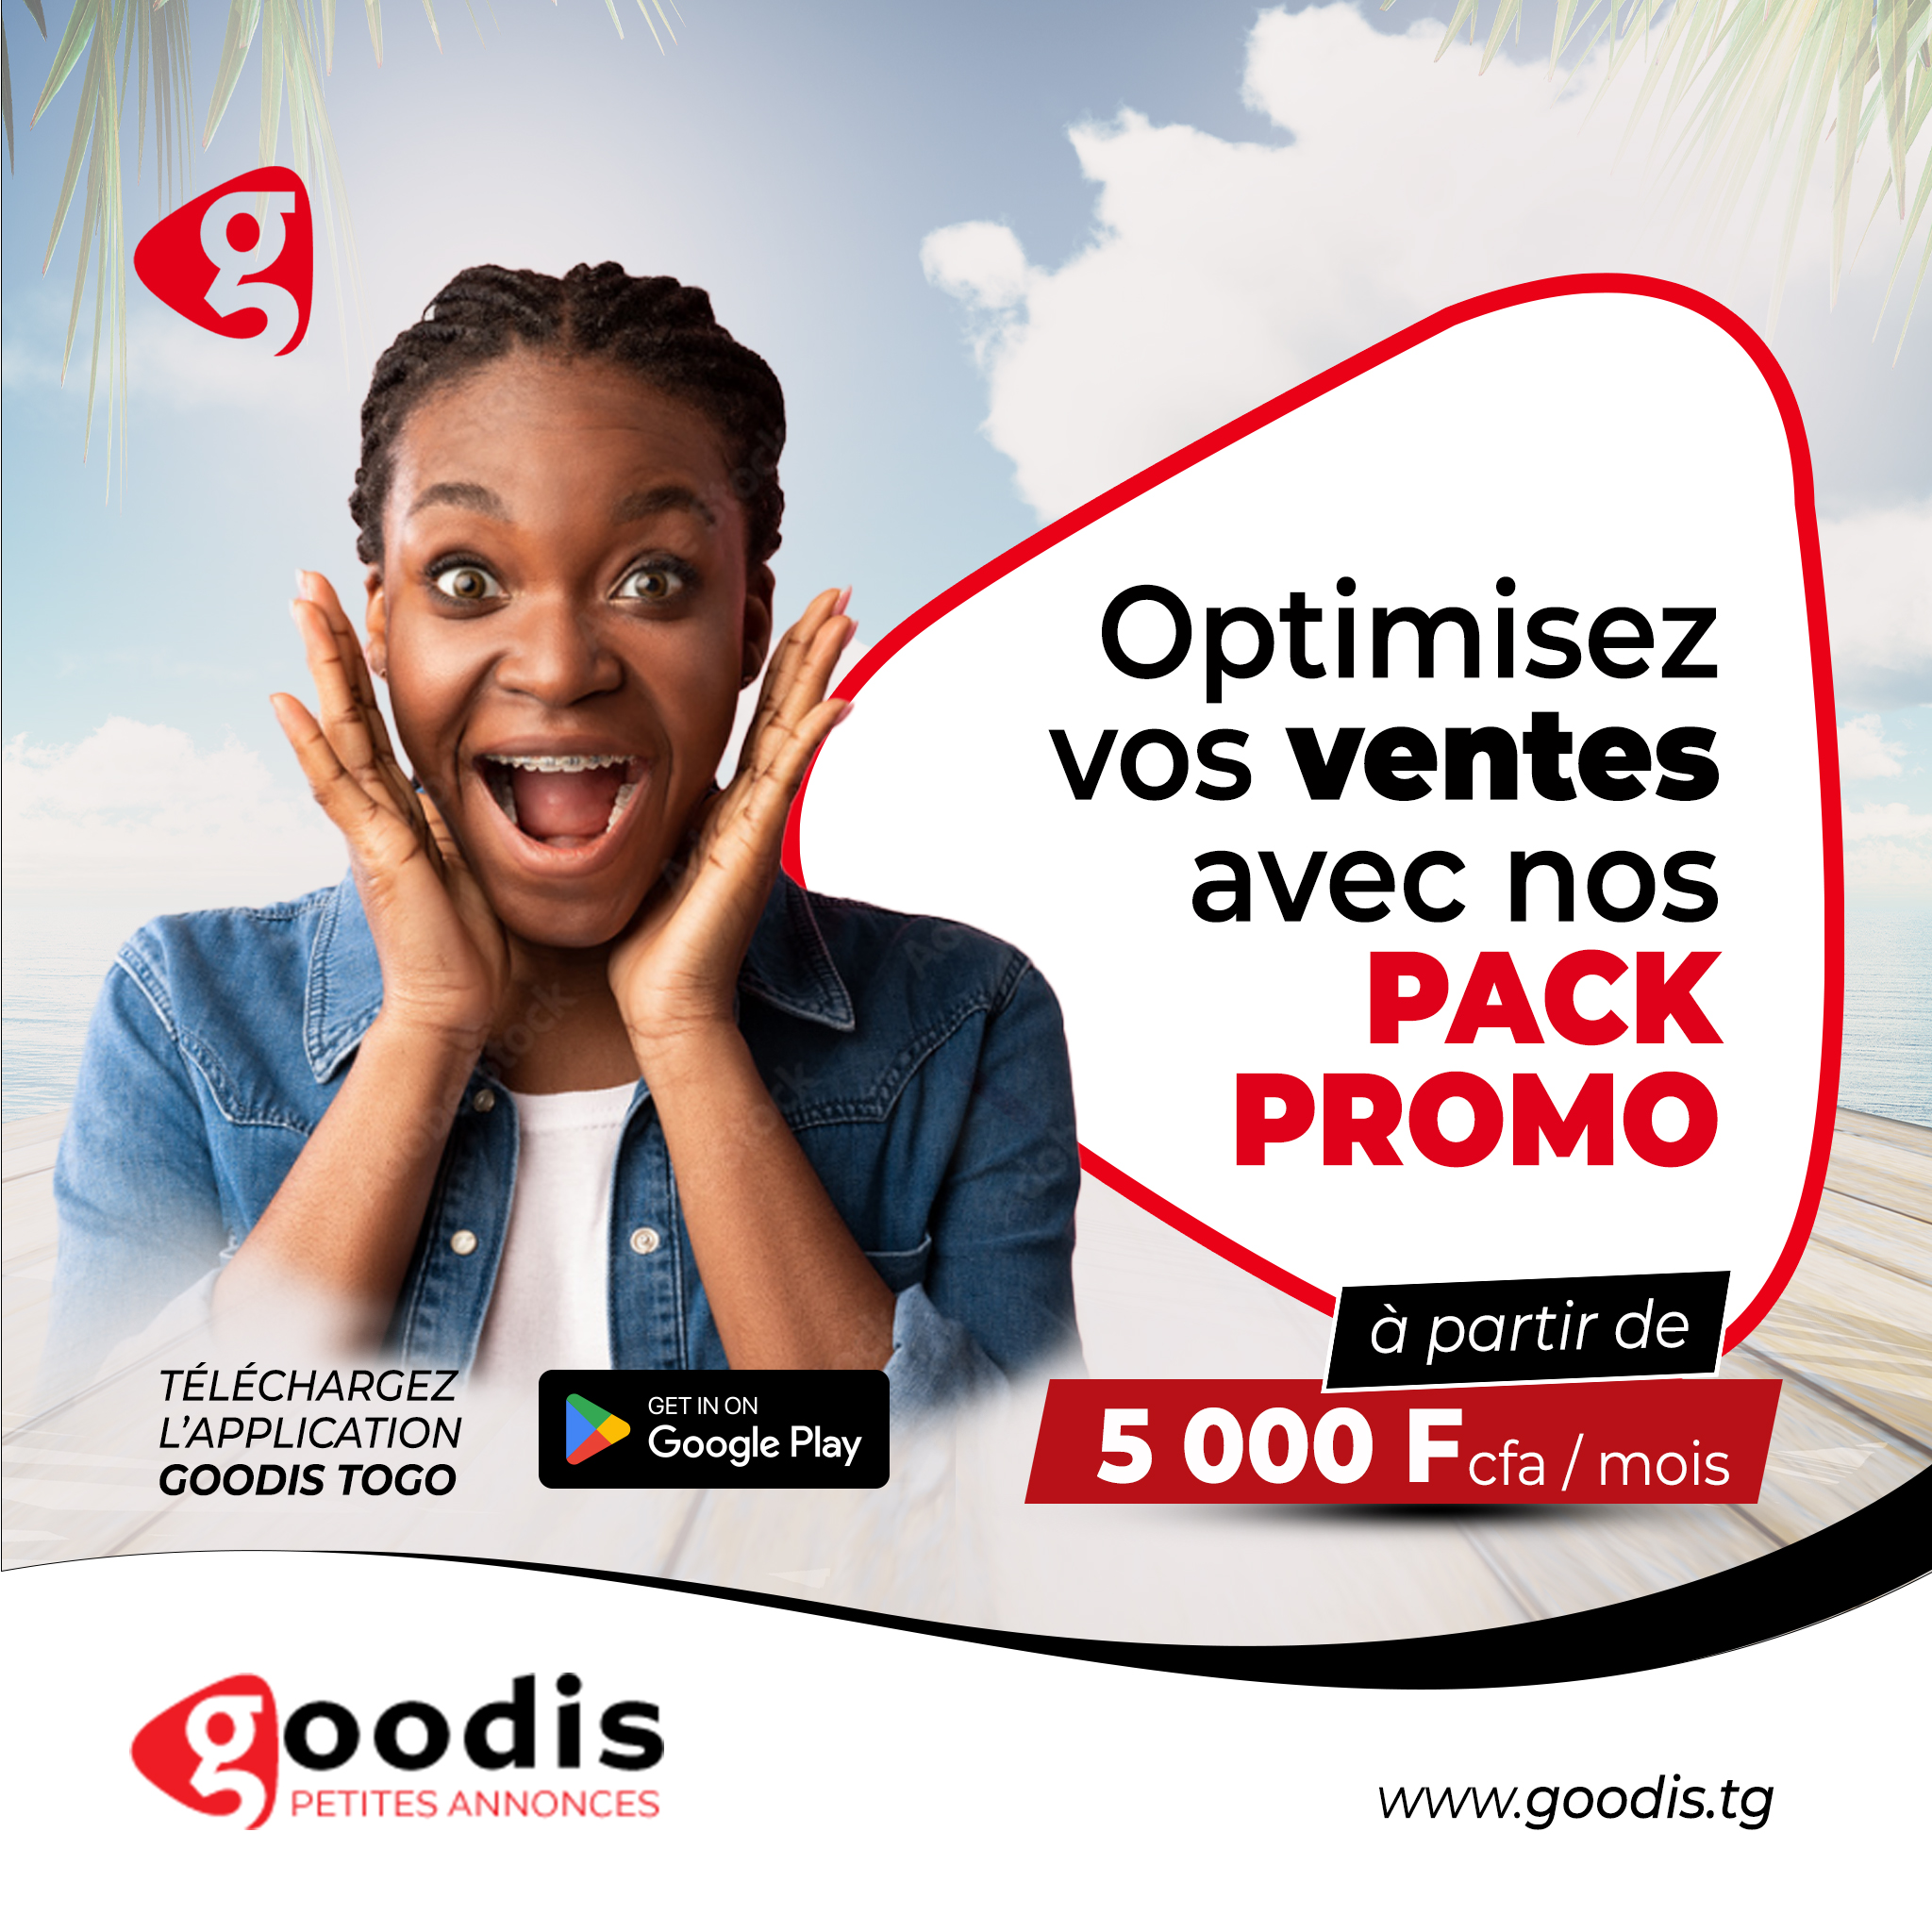 g
Optimisez
vos ventes
avec nos
PACK
PROMO
à partir de
5 000 F cfa / mois
TÉLÉCHARGEZ
L'APPLICATION
GOODIS TOGO
GET IN ON
Google Play
goodis
PETITES ANNONCES
www.goodis.tg